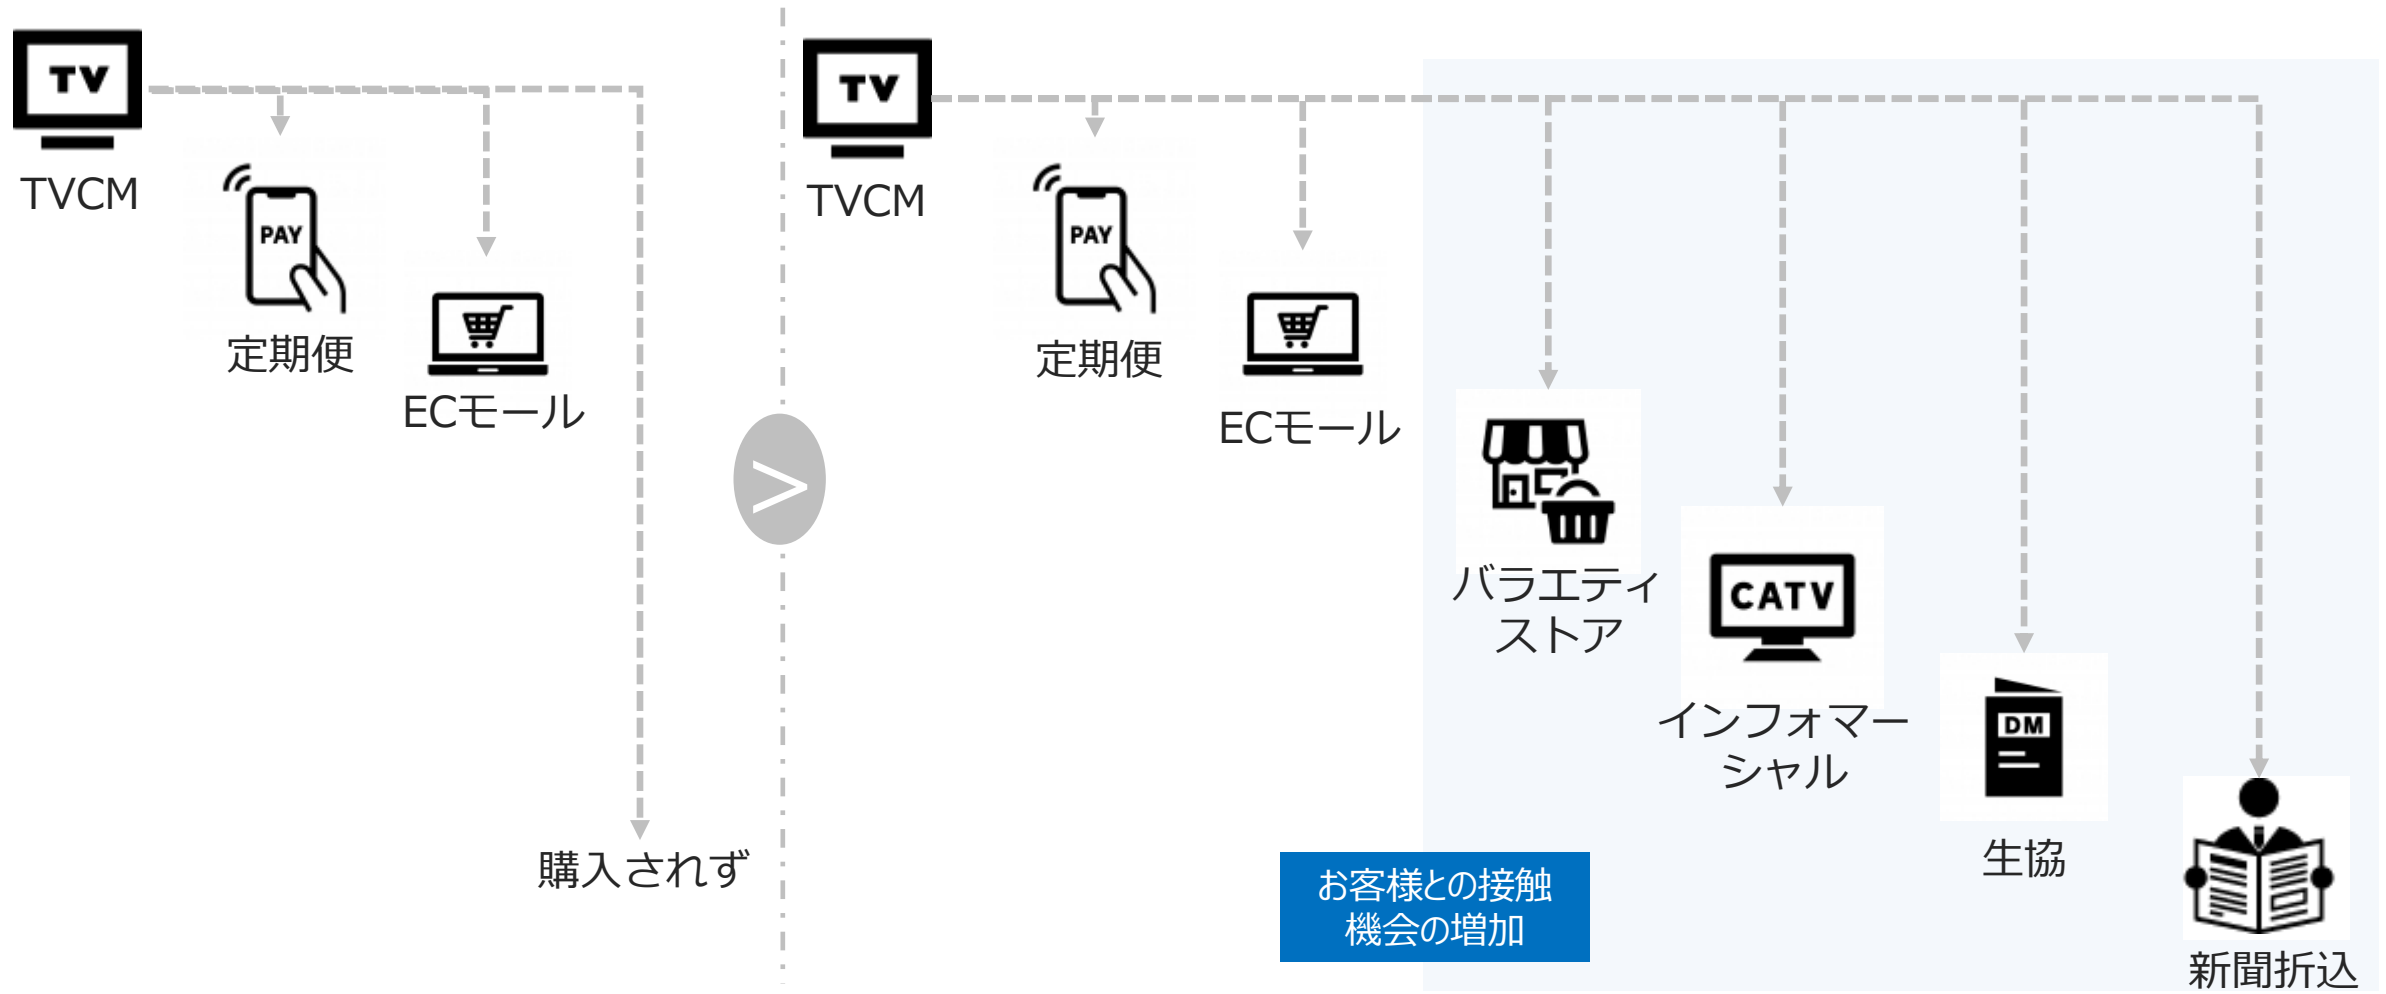 TV
TVCM
PAY
定期便
ECモール
購入されず
>
TV
TVCM
PAY
定期便
ECモール
バラエティ
ストア
CATV
インフォマー
シャル
DM
生協
新聞折込
お客様との接触
機会の増加